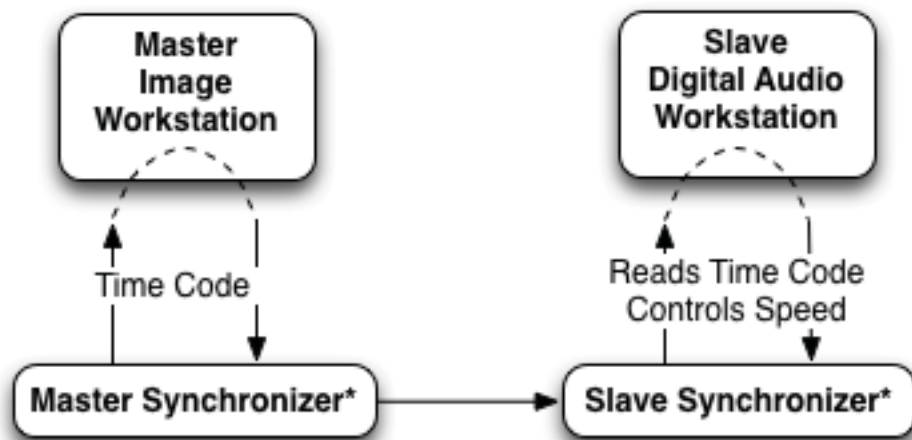 Master
Image
Workstation
Slave
Digital Audio
Workstation
Time Code
Reads Time Code
Controls Speed
Master Synchronizer*
Slave Synchronizer*